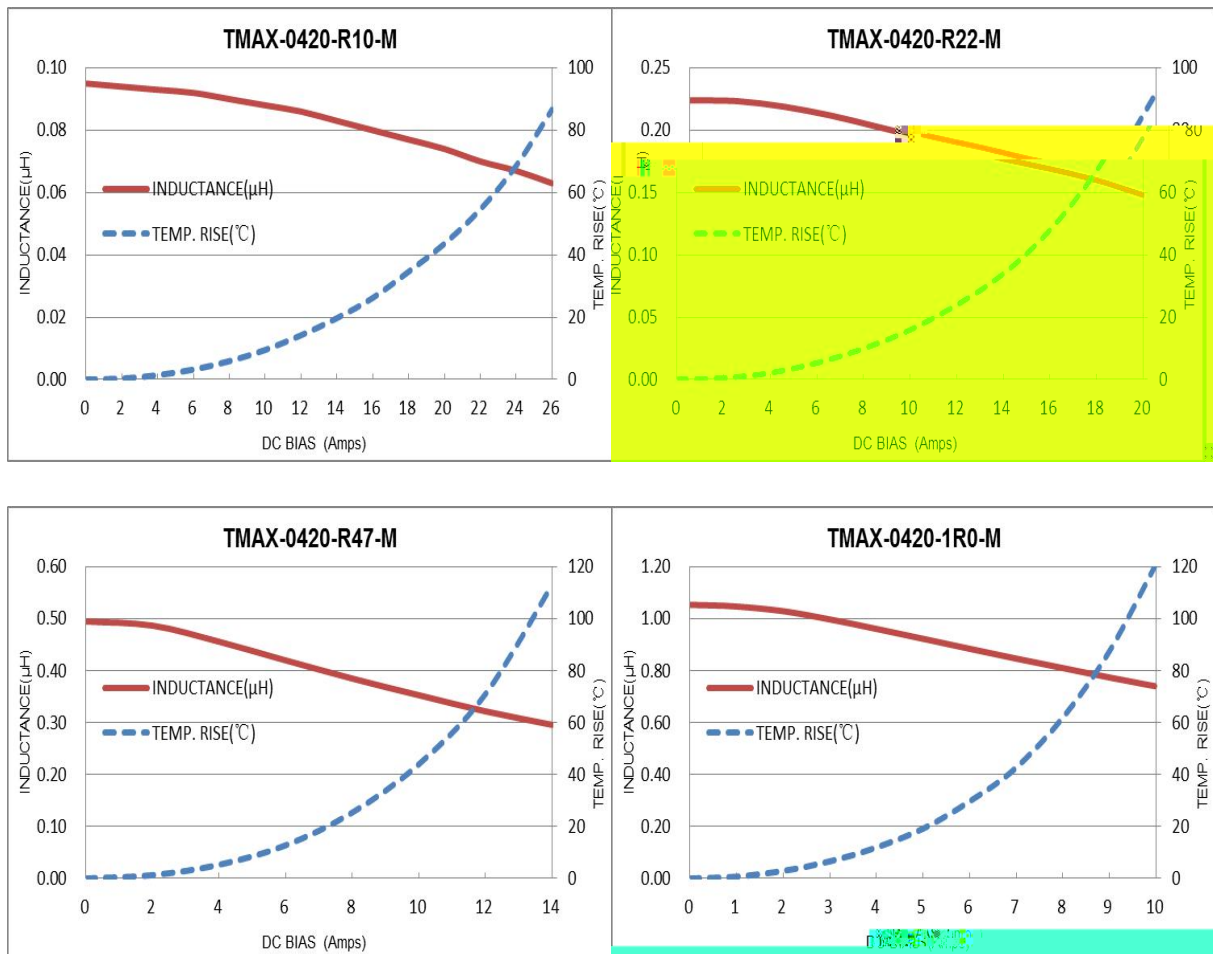 TMAX-0420-R10-M
0.10
0.08
0.06
0.04
0.02
0.00
INDUCTANCE(µH)
INDUCTANCE(µH)
TEMP. RISE(℃)
100
80
60
40
20
0
TEMP. RISE(℃)
0 2 4 6 8 10 12 14 16 18 20 22 24 26
DC BIAS (Amps)
TMAX-0420-R22-M
0.25
0.20
0.15
0.10
0.05
0.00
INDUCTANCE(µH)
TEMP. RISE(℃)
100
80
60
40
20
0
TEMP. RISE(℃)
0 2 4 6 8 10 12 14 16 18 20
DC BIAS (Amps)
TMAX-0420-R47-M
0.60
0.50
0.40
0.30
0.20
0.10
0.00
INDUCTANCE(µH)
INDUCTANCE(µH)
TEMP. RISE(℃)
120
100
80
60
40
20
0
TEMP. RISE(℃)
0 2 4 6 8 10 12 14
DC BIAS (Amps)
TMAX-0420-1R0-M
1.20
1.00
0.80
0.60
0.40
0.20
0.00
INDUCTANCE(µH)
INDUCTANCE(µH)
TEMP. RISE(℃)
120
100
80
60
40
20
0
TEMP. RISE(℃)
0 1 2 3 4 5 6 7 8 9 10